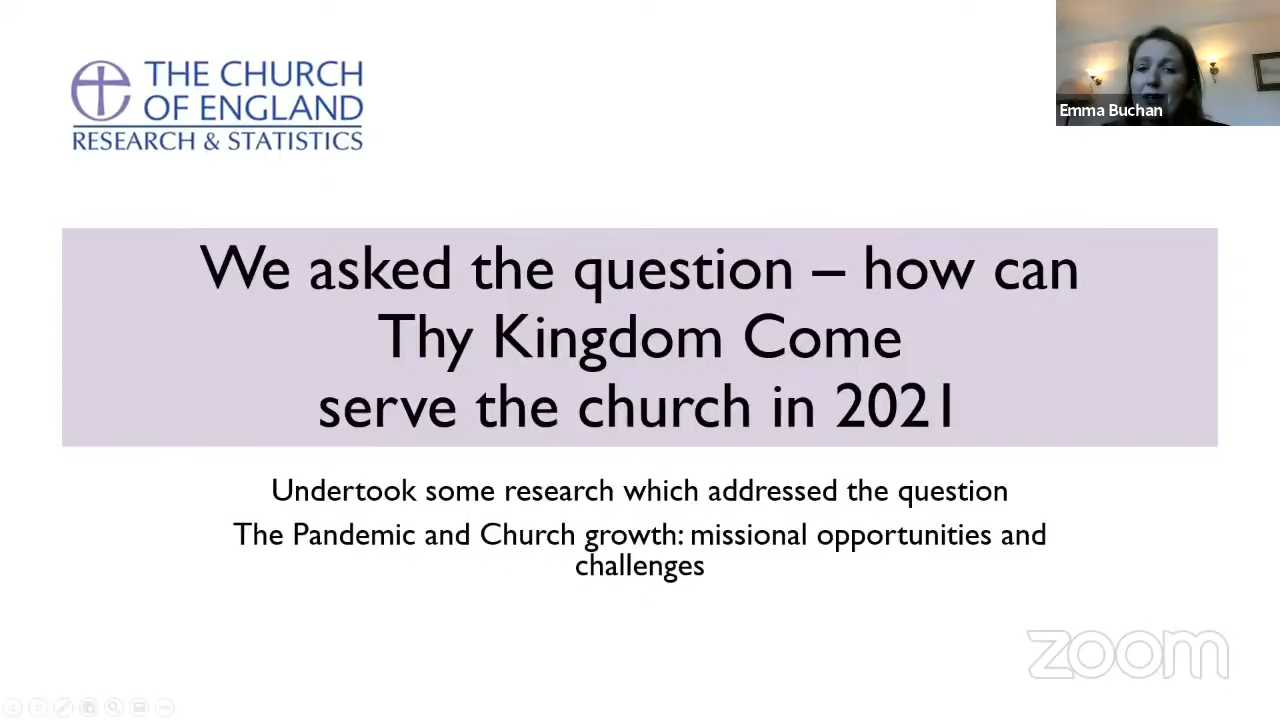 THE CHURCH
OF ENGLAND
RESEARCH & STATISTICS
Emma Buchan
We asked the question – how can
Thy Kingdom Come
serve the church in 2021
Undertook some research which addressed the question
The Pandemic and Church growth: missional opportunities and
challenges
zoom